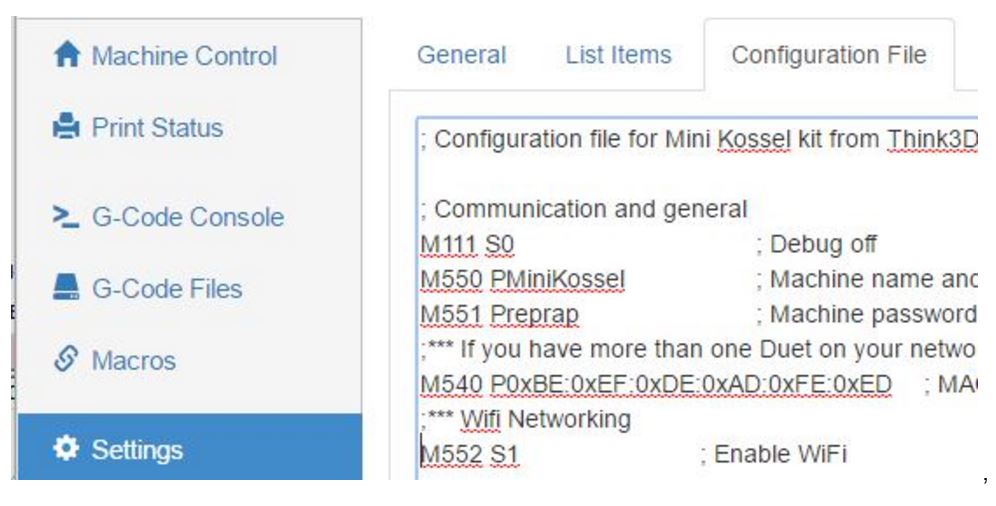 Machine Control
Print Status
G-Code Console
G-Code Files
Macros
Settings
General
List Items
Configuration File
; Configuration file for Mini Kossel kit from Think3D
; Communication and general
M111 S0 ; Debug off
M550 PMiniKossel ; Machine name and
M551 Preprap ; Machine password
;*** If you have more than one Duet on your netwo
M540 P0xBE:0xEF:0xDE:0xAD:0xFE:0xED ; MA
;*** Wifi Networking
M552 S1 ; Enable WiFi
,